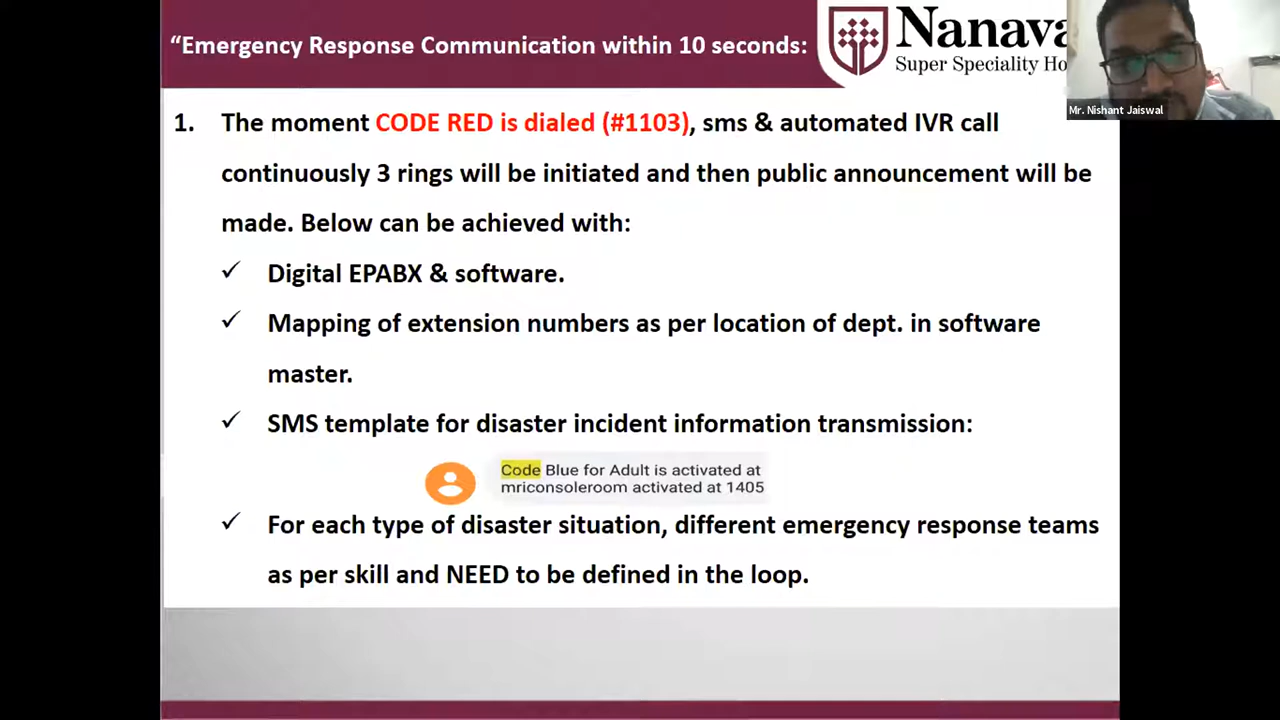 “Emergency Response Communication within 10 seconds:
Nanava
Super Speciality Ho
Mr. Nishant Jaiswal
1. The moment CODE RED is dialed (#1103), sms & automated IVR call
continuously 3 rings will be initiated and then public announcement will be
made. Below can be achieved with:
✓ Digital EPABX & software.
✓ Mapping of extension numbers as per location of dept. in software
master.
✓ SMS template for disaster incident information transmission:
Code Blue for Adult is activated at
mriconsoleroom activated at 1405
✓ For each type of disaster situation, different emergency response teams
as per skill and NEED to be defined in the loop.